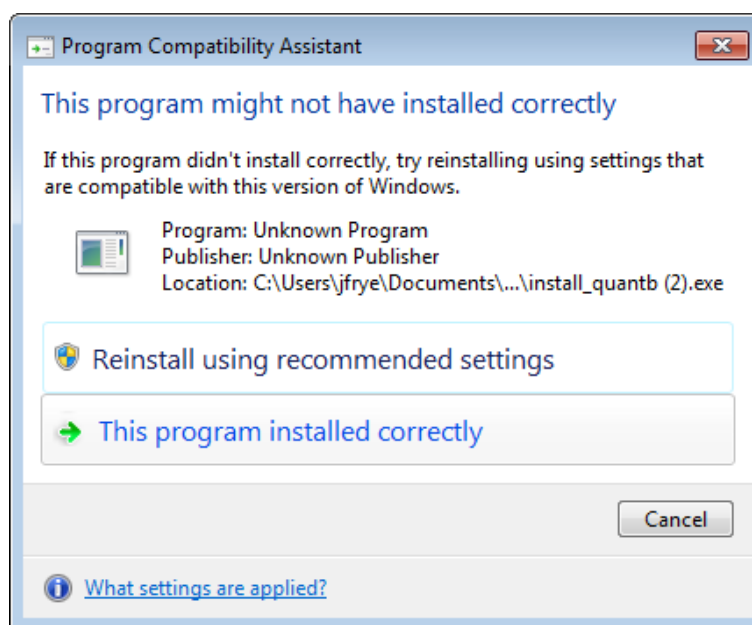 Program Compatibility Assistant
This program might not have installed correctly
If this program didn't install correctly, try reinstalling using settings that
are compatible with this version of Windows.
Program: Unknown Program
Publisher: Unknown Publisher
Location: C:\Users\jfrye\Documents\...\install_quantb (2).exe
Reinstall using recommended settings
This program installed correctly
Cancel
What settings are applied?